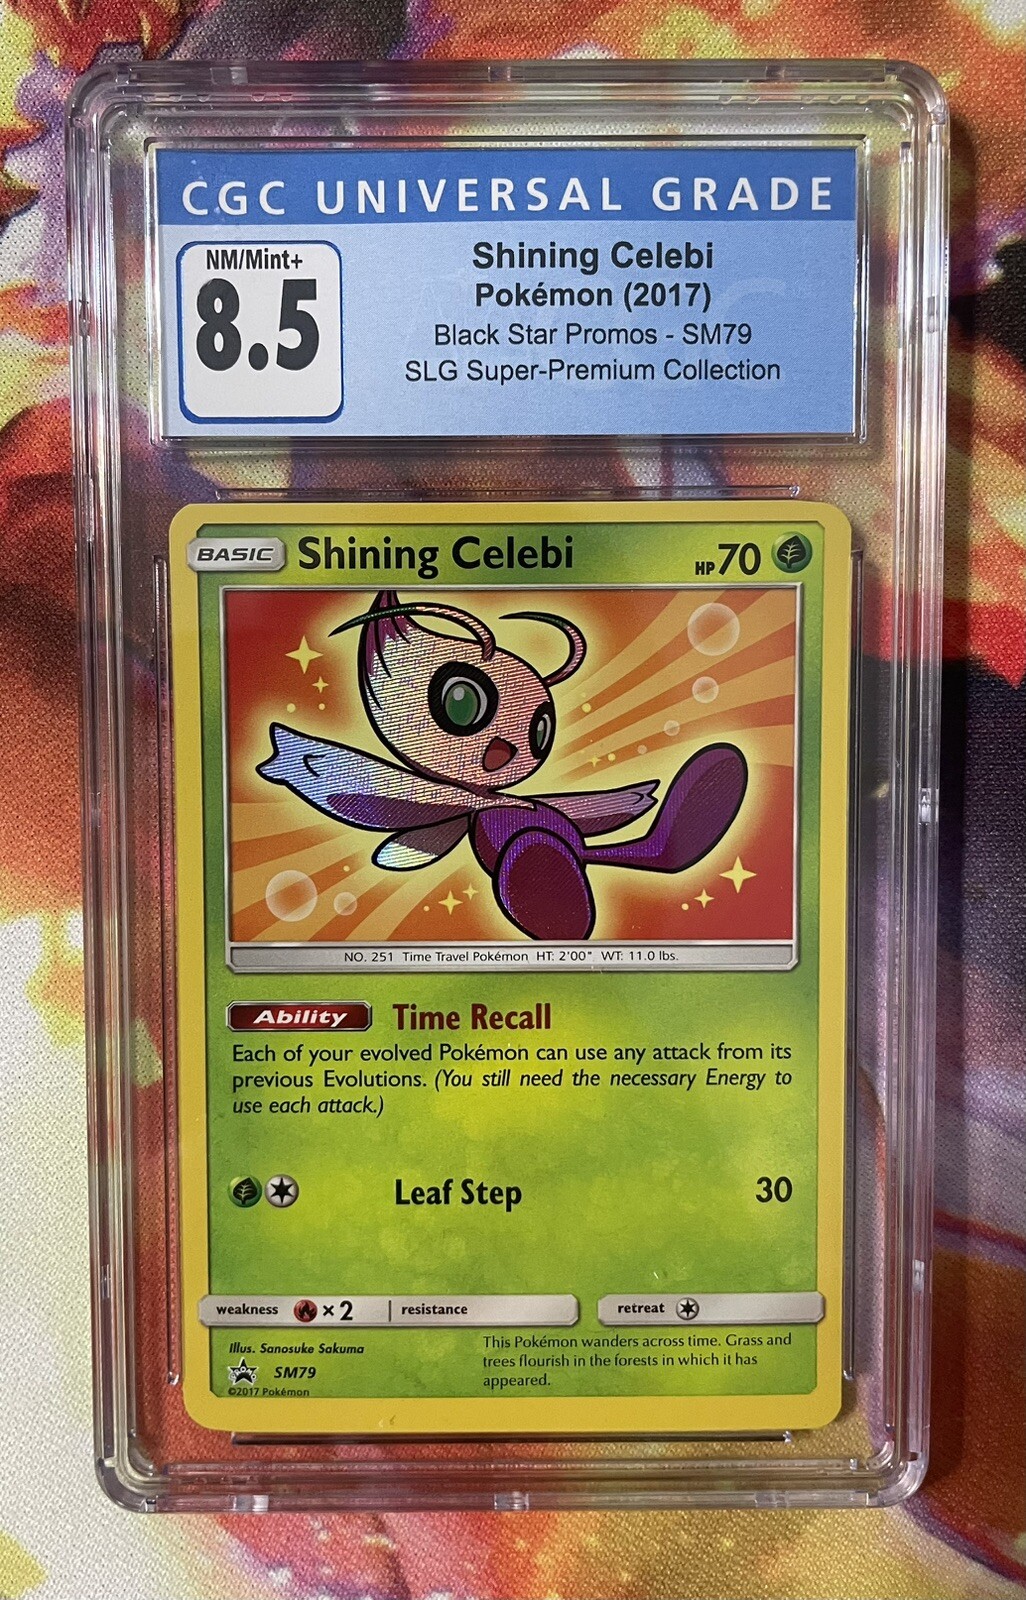 CGC UNIVERSAL GRADE
NM/Mint+
8.5
Shining Celebi
Pokémon (2017)
Black Star Promos - SM79
SLG Super-Premium Collection
BASIC Shining Celebi HP 70
NO. 251 Time Travel Pokémon HT: 2'00" WT: 11.0 lbs.
Ability Time Recall
Each of your evolved Pokémon can use any attack from its
previous Evolutions. (You still need the necessary Energy to
use each attack.)
Leaf Step 30
weakness ×2 resistance retreat
Illus. Sanosuke Sakuma
SM79
©2017 Pokémon
This Pokémon wanders across time. Grass and
trees flourish in the forests in which it has
appeared.